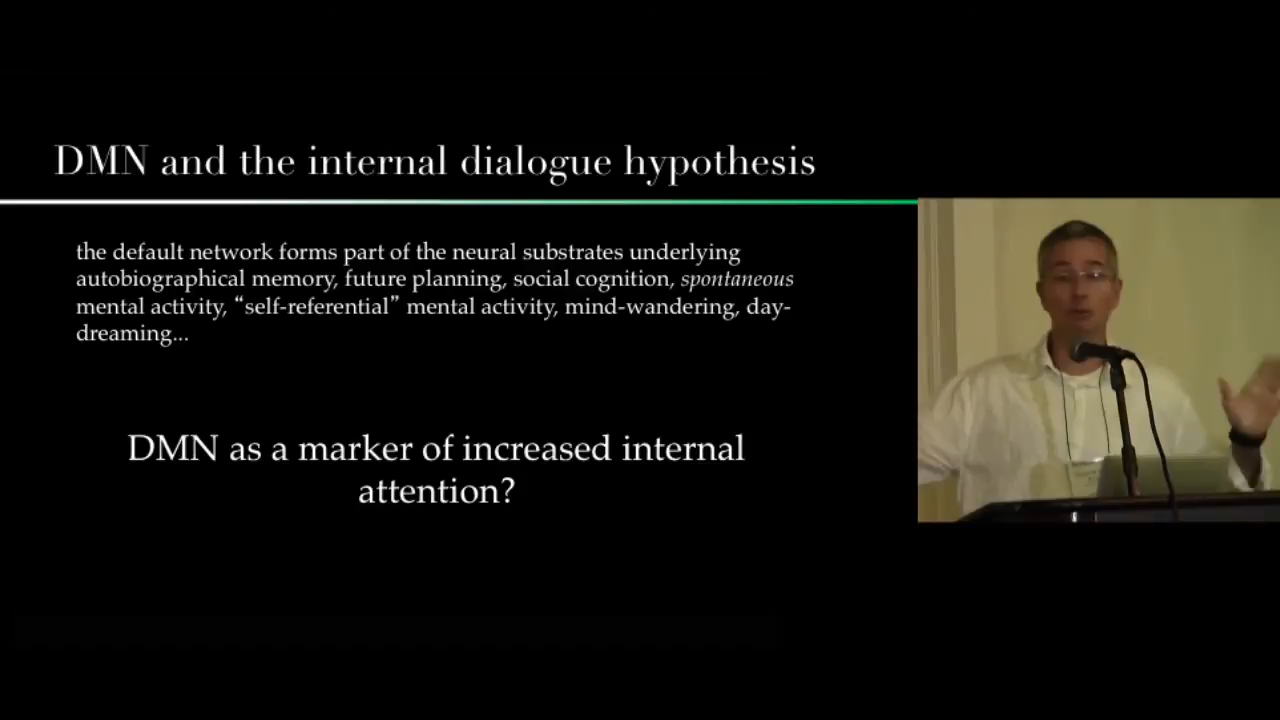 DMN and the internal dialogue hypothesis
the default network forms part of the neural substrates underlying
autobiographical memory, future planning, social cognition, spontaneous
mental activity, “self-referential” mental activity, mind-wandering, day-
dreaming...
DMN as a marker of increased internal
attention?